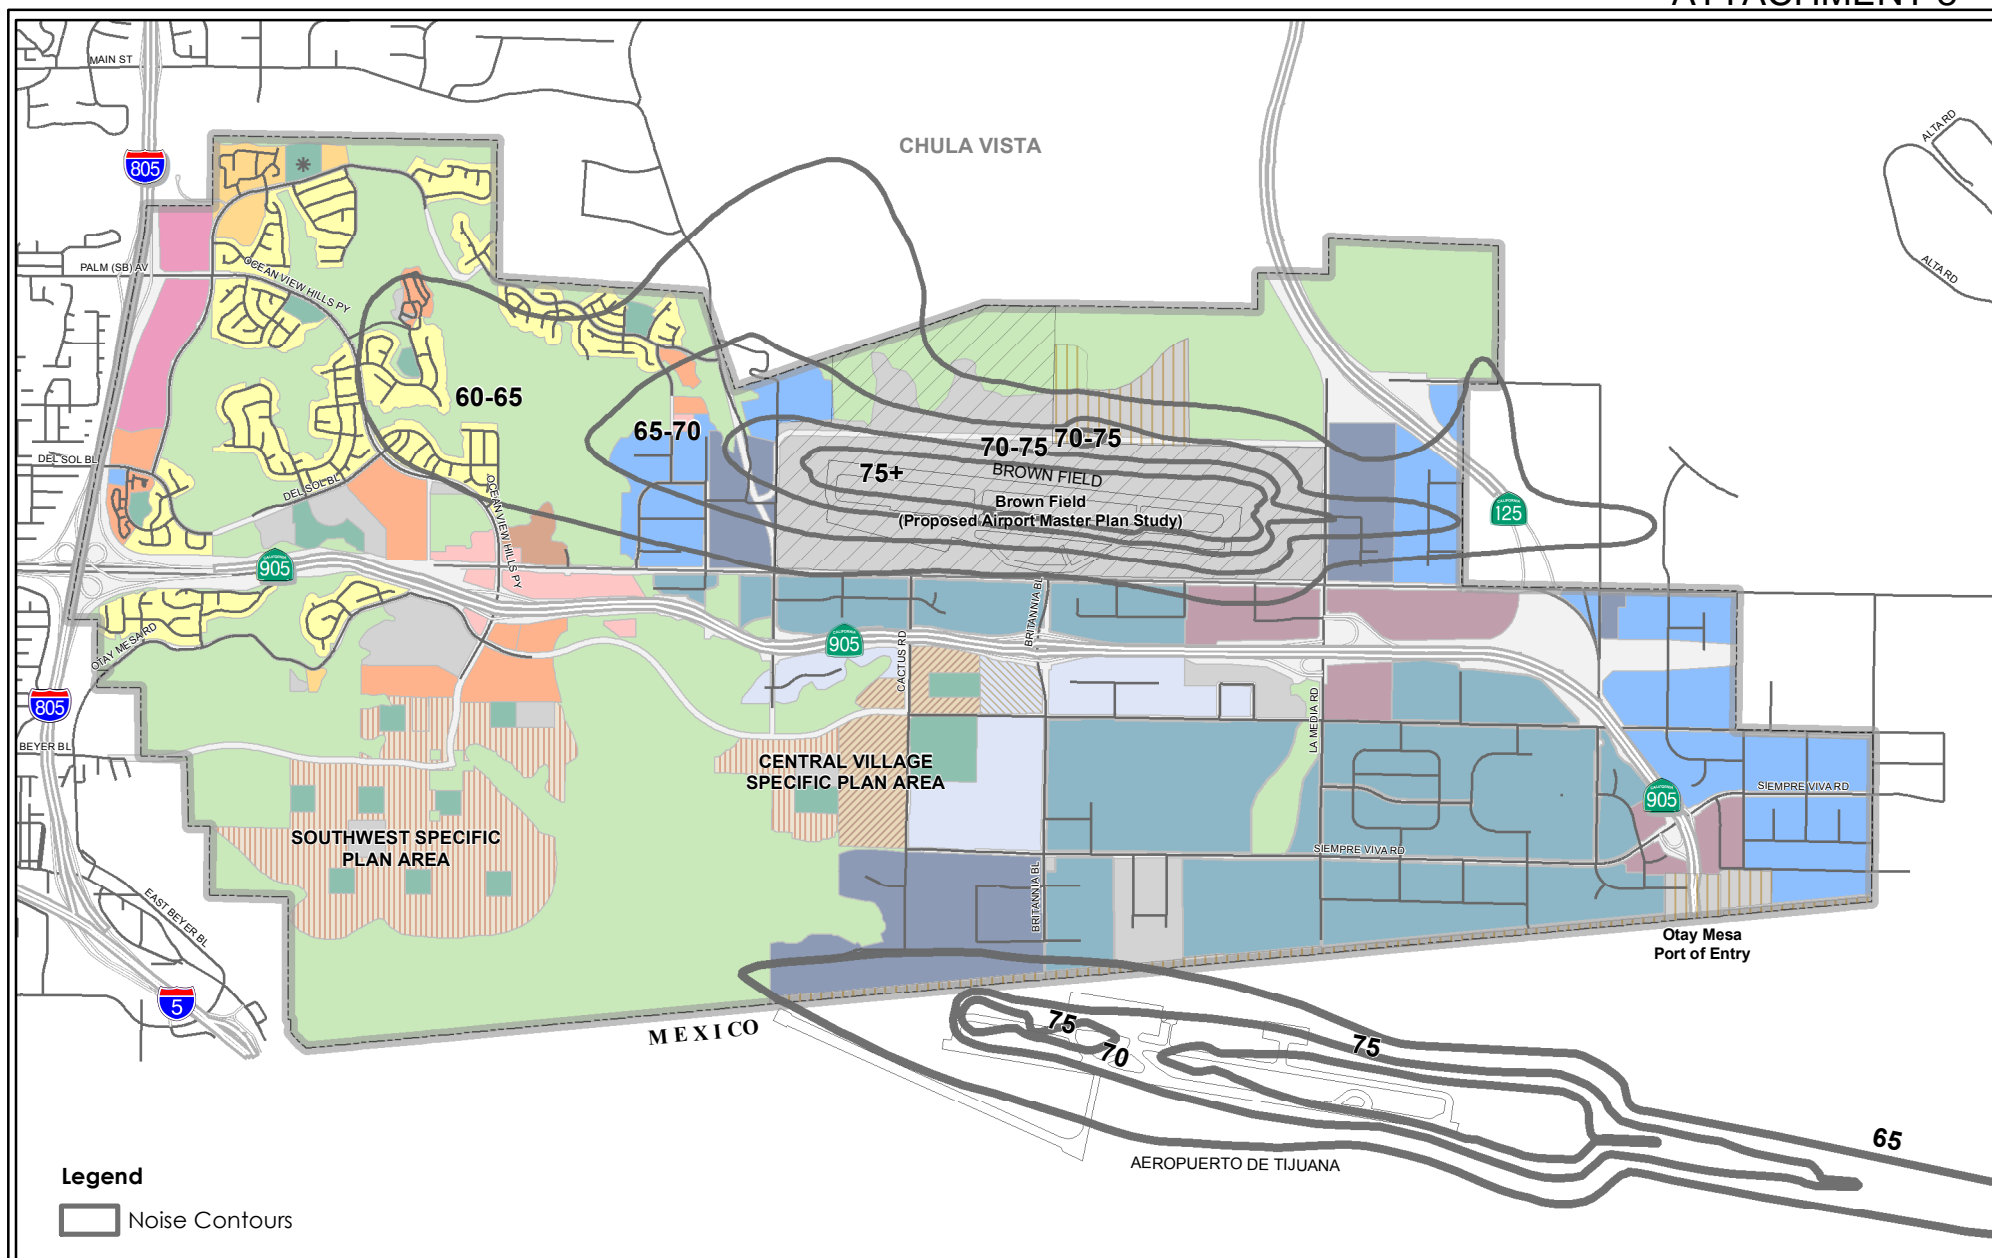 MAIN ST
CHULA VISTA
ALTA RD
805
PALM (SB) AV
OCEAN VIEW HILLS PY
ALTA RD
60-65
65-70
70-75
70-75
75+
BROWN FIELD
Brown Field
(Proposed Airport Master Plan Study)
DEL SOL BL
DEL SOL BL
OCEAN VIEW HILLS PY
CALIFORNIA
125
CALIFORNIA
905
BRITANNIA BL
CALIFORNIA
905
CACTUS RD
OTAY MESA RD
805
LA MEDIA RD
BEYER BL
CENTRAL VILLAGE
SPECIFIC PLAN AREA
CALIFORNIA
905
SIEMPRE VIVA RD
SOUTHWEST SPECIFIC
PLAN AREA
SIEMPRE VIVA RD
BRITANNIA BL
EAST BEYER BL
Otay Mesa
Port of Entry
5
MEXICO
75
70
75
65
AEROPUERTO DE TIJUANA
Legend
Noise Contours